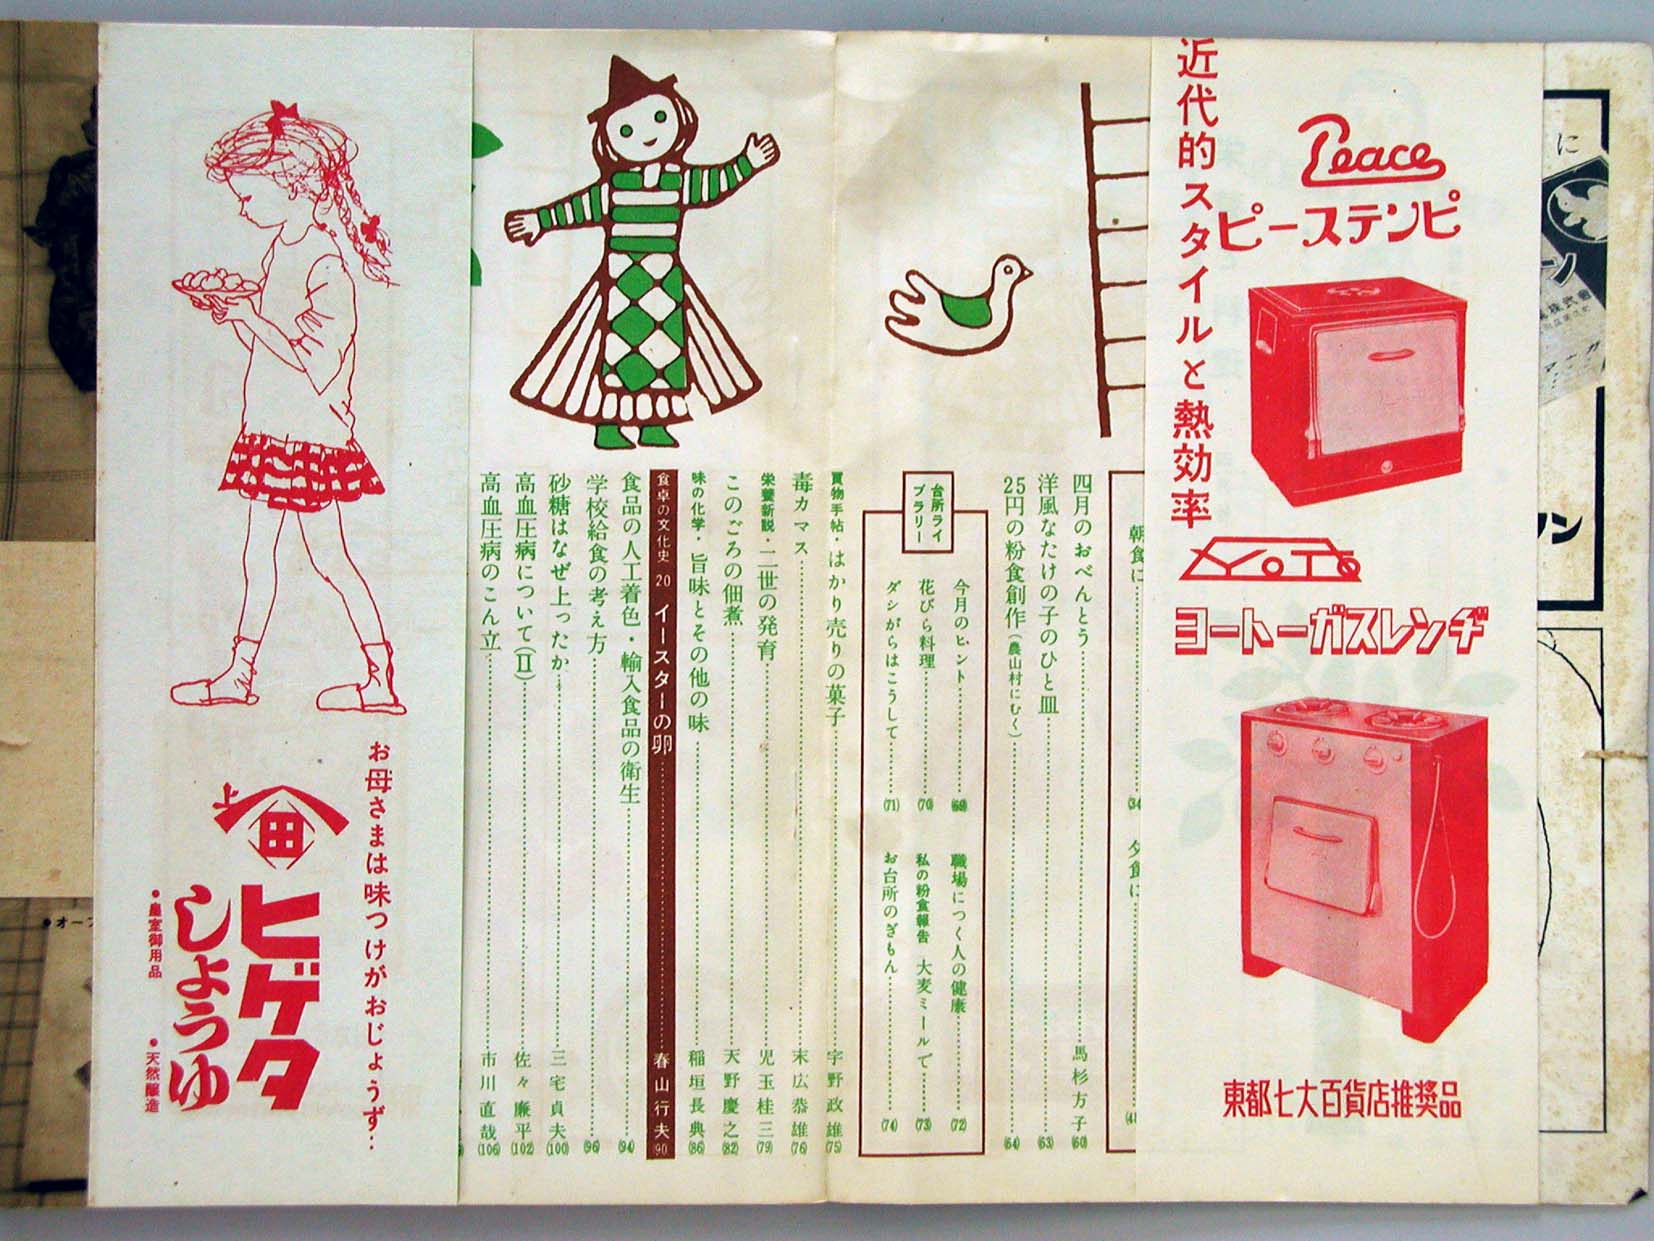 近代的スタイルと熱効率
Peace
ピーステンピ
YOTO
ヨートーガスレンヂ
東都七大百貨店推奨品
に
朝食に
(34
夕食に
四月のおべんとう
馬杉方子
(60)
洋風なたけの子のひと皿
(63)
25円の粉食創作(農山村にむく)
(64)
台所ライブラリー
今月のヒント
(69)
職場につく人の健康
(72)
花びら料理
(70)
私の粉食報告 大麦ミールで
(73)
ダシがらはこうして
(71)
お台所のぎもん
(74)
買物手帖・はかり売りの菓子
宇野政雄
(75)
毒カマス
末広恭雄
(76)
栄養新説・二世の発育
児玉桂三
(79)
このごろの佃煮
天野慶之
(82)
味の化学・旨味とその他の味
稲垣長典
(86)
食卓の文化史 20 イースターの卵
春山行夫
(90)
食品の人工着色・輸入食品の衛生
(94)
学校給食の考え方
(96)
砂糖はなぜ上ったか
三宅貞夫
(100)
高血圧病について(II)
佐々廉平
(102)
高血圧病のこん立
市川直哉
(106)
お母さまは味つけがおじょうず…
上
田
ヒゲタ
しょうゆ
●皇室御用品
●天然醸造
●オーブ